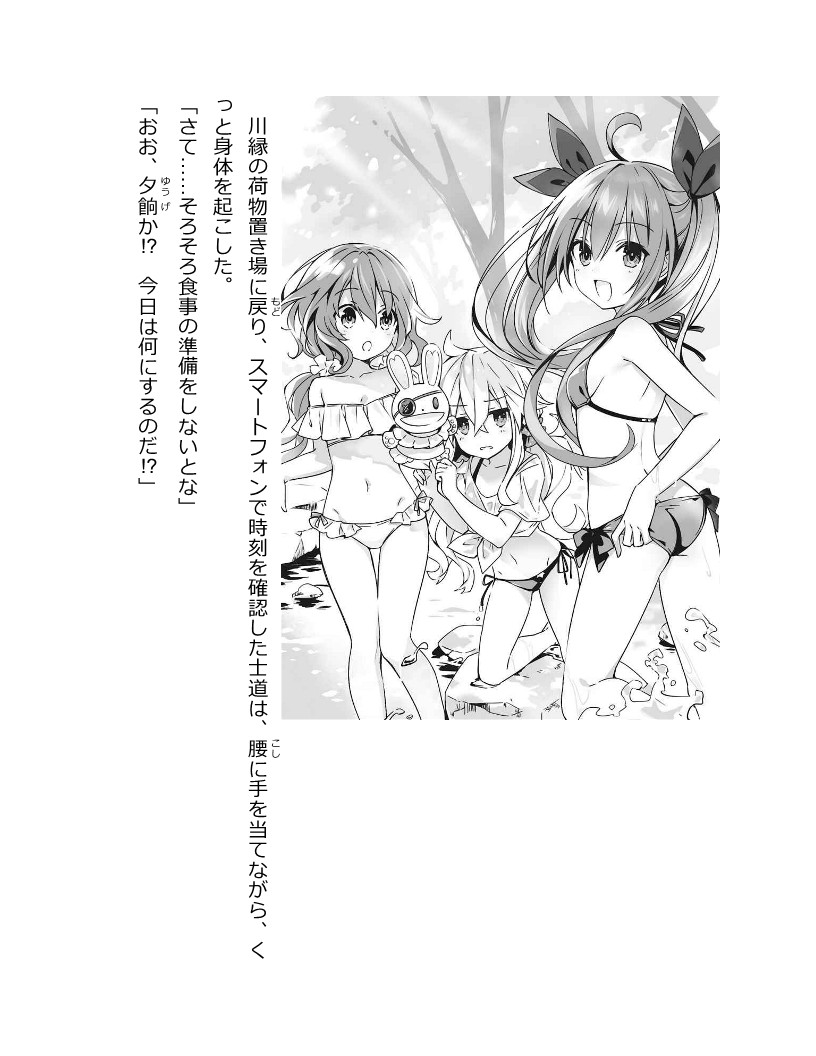 川縁の荷物置き場に戻り、スマートフォンで時刻を確認した士道は、腰に手を当てながら、く
っと身体を起こした。
「さて……そろそろ食事の準備をしないとな」
「おお、夕餉か!?　今日は何にするのだ!?」